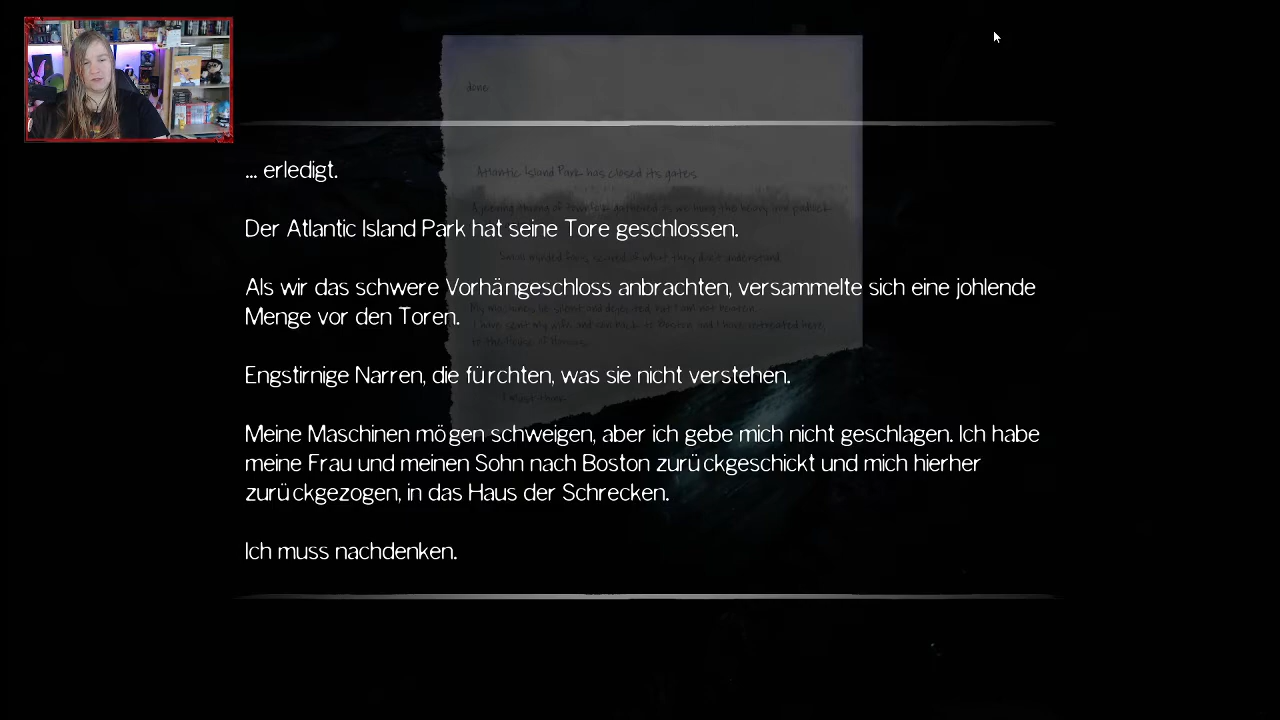 done.
... erledigt.
Atlantic Island Park has closed its gates.
Der Atlantic Island Park hat seine Tore geschlossen.
Als wir das schwere Vorhängeschloss anbrachten, versammelte sich eine johlende
Menge vor den Toren.
Engstirnige Narren, die fürchten, was sie nicht verstehen.
Meine Maschinen mögen schweigen, aber ich gebe mich nicht geschlagen. Ich habe
meine Frau und meinen Sohn nach Boston zurückgeschickt und mich hierher
zurückgezogen, in das Haus der Schrecken.
I must think.
Ich muss nachdenken.